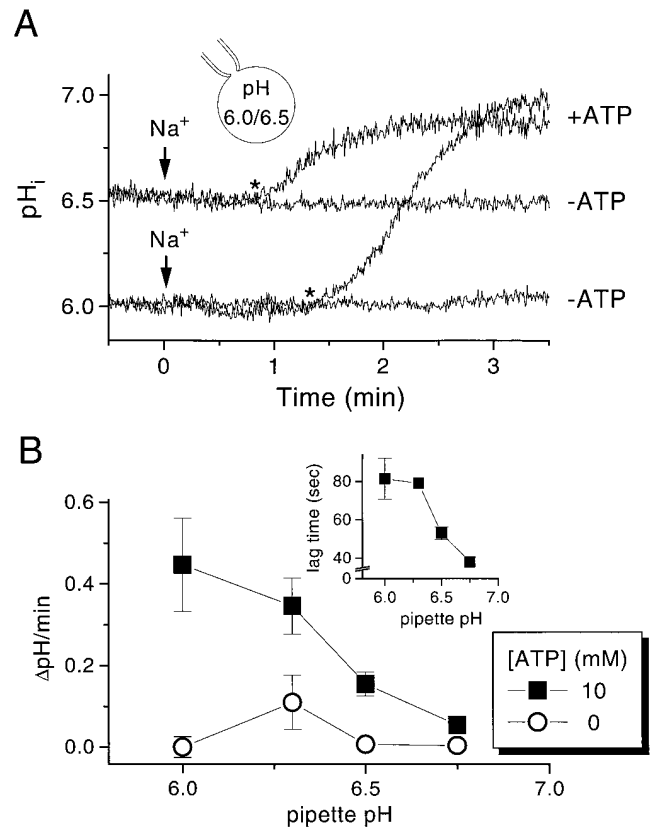 A
pH
6.0/6.5
7.0
6.5
6.0
pHi
Na+
Na+
*
*
+ATP
-ATP
-ATP
0
1
2
3
Time (min)
B
0.6
0.4
0.2
0.0
ΔpH/min
6.0
6.5
7.0
pipette pH
80
60
40
0
lag time (sec)
6.0
6.5
7.0
pipette pH
[ATP] (mM)
10
0